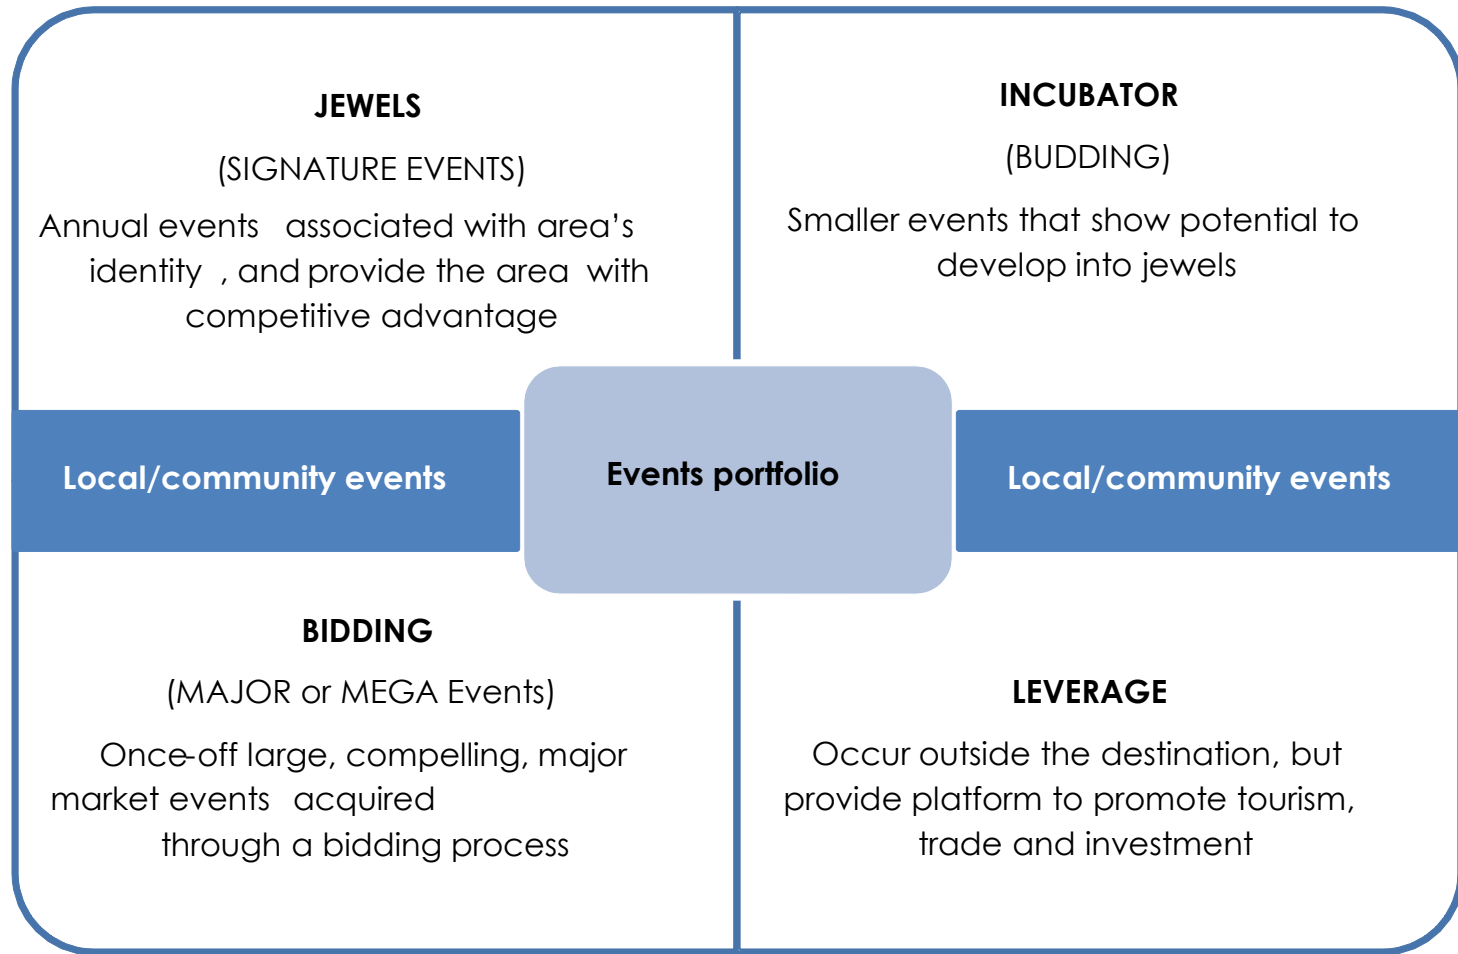 JEWELS
(SIGNATURE EVENTS)
Annual events associated with area’s
identity , and provide the area with
competitive advantage
INCUBATOR
(BUDDING)
Smaller events that show potential to
develop into jewels
Local/community events
Events portfolio
Local/community events
BIDDING
(MAJOR or MEGA Events)
Once-off large, compelling, major
market events acquired
through a bidding process
LEVERAGE
Occur outside the destination, but
provide platform to promote tourism,
trade and investment